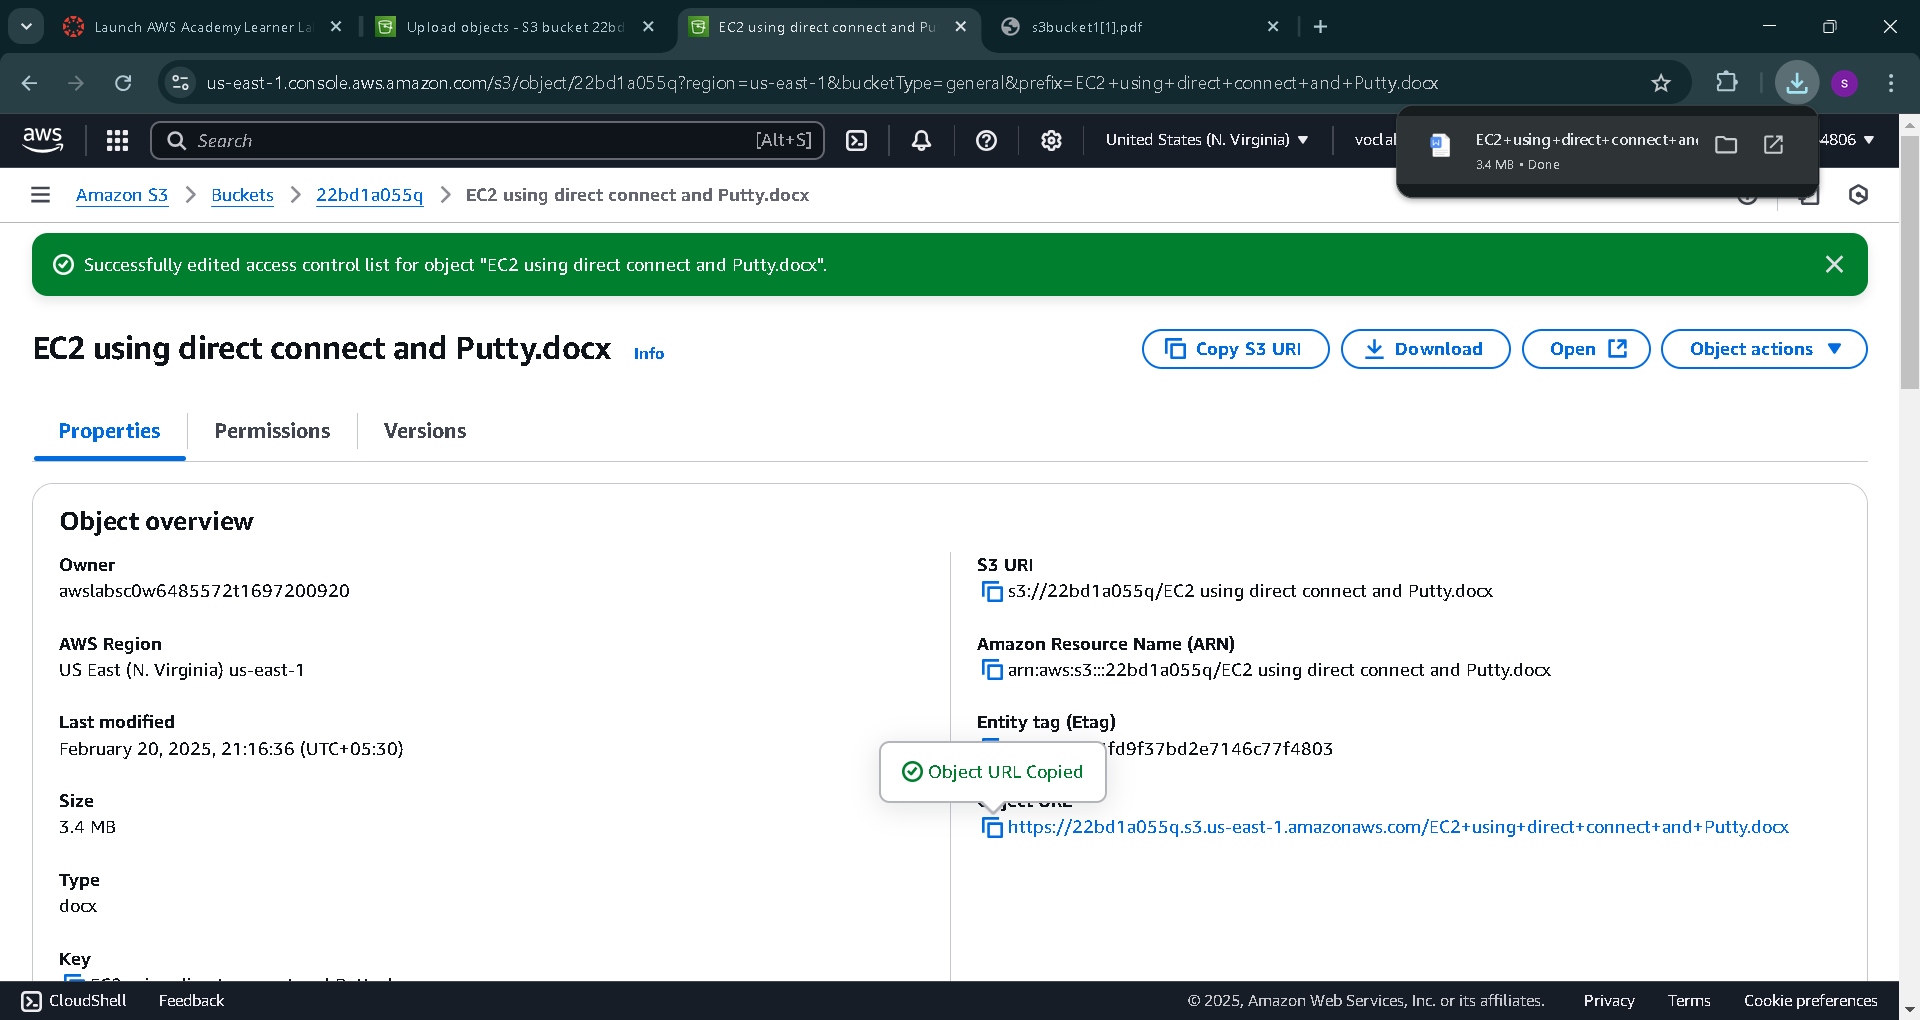 Launch AWS Academy Learner La
Upload objects - S3 bucket 22bd
EC2 using direct connect and Pu
s3bucket1[1].pdf
us-east-1.console.aws.amazon.com/s3/object/22bd1a055q?region=us-east-1&bucketType=general&prefix=EC2+using+direct+connect+and+Putty.docx
S
aws
Search
[Alt+S]
United States (N. Virginia)
voclab
4806
EC2+using+direct+connect+and
3.4 MB • Done
Amazon S3 > Buckets > 22bd1a055q > EC2 using direct connect and Putty.docx
Successfully edited access control list for object "EC2 using direct connect and Putty.docx".
EC2 using direct connect and Putty.docx Info
Copy S3 URI
Download
Open
Object actions
Properties
Permissions
Versions
Object overview
Owner
awslabsc0w6485572t1697200920
AWS Region
US East (N. Virginia) us-east-1
Last modified
February 20, 2025, 21:16:36 (UTC+05:30)
Size
3.4 MB
Type
docx
Key
S3 URI
s3://22bd1a055q/EC2 using direct connect and Putty.docx
Amazon Resource Name (ARN)
arn:aws:s3:::22bd1a055q/EC2 using direct connect and Putty.docx
Entity tag (Etag)
fd9f37bd2e7146c77f4803
Object URL Copied
Object URL
https://22bd1a055q.s3.us-east-1.amazonaws.com/EC2+using+direct+connect+and+Putty.docx
CloudShell
Feedback
© 2025, Amazon Web Services, Inc. or its affiliates.
Privacy
Terms
Cookie preferences